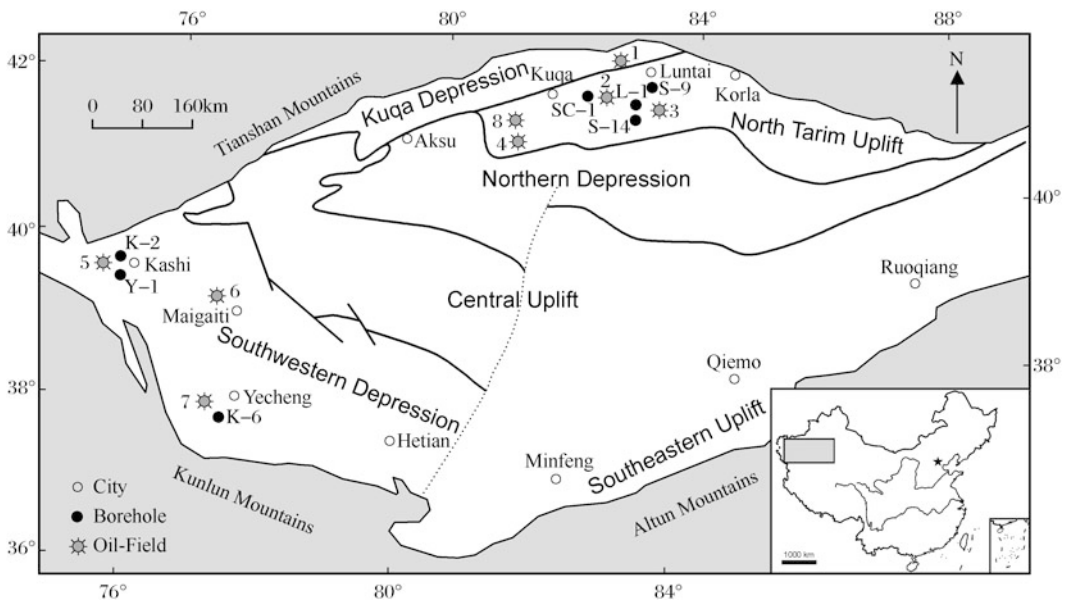 76°
80°
84°
88°
42°
1
N
Kuqa
Luntai
2
L-1
S-9
Korla
0
80
160km
Kuqa Depression
SC-1
3
S-14
8
4
Tianshan Mountains
Aksu
North Tarim Uplift
Northern Depression
40°
40°
K-2
5
Kashi
Y-1
Ruoqiang
6
Maigaiti
Central Uplift
Southwestern Depression
Qiemo
38°
38°
7
Yecheng
K-6
Hetian
Southeastern Uplift
Minfeng
Kunlun Mountains
Altun Mountains
City
Borehole
Oil-Field
1000 km
36°
76°
80°
84°